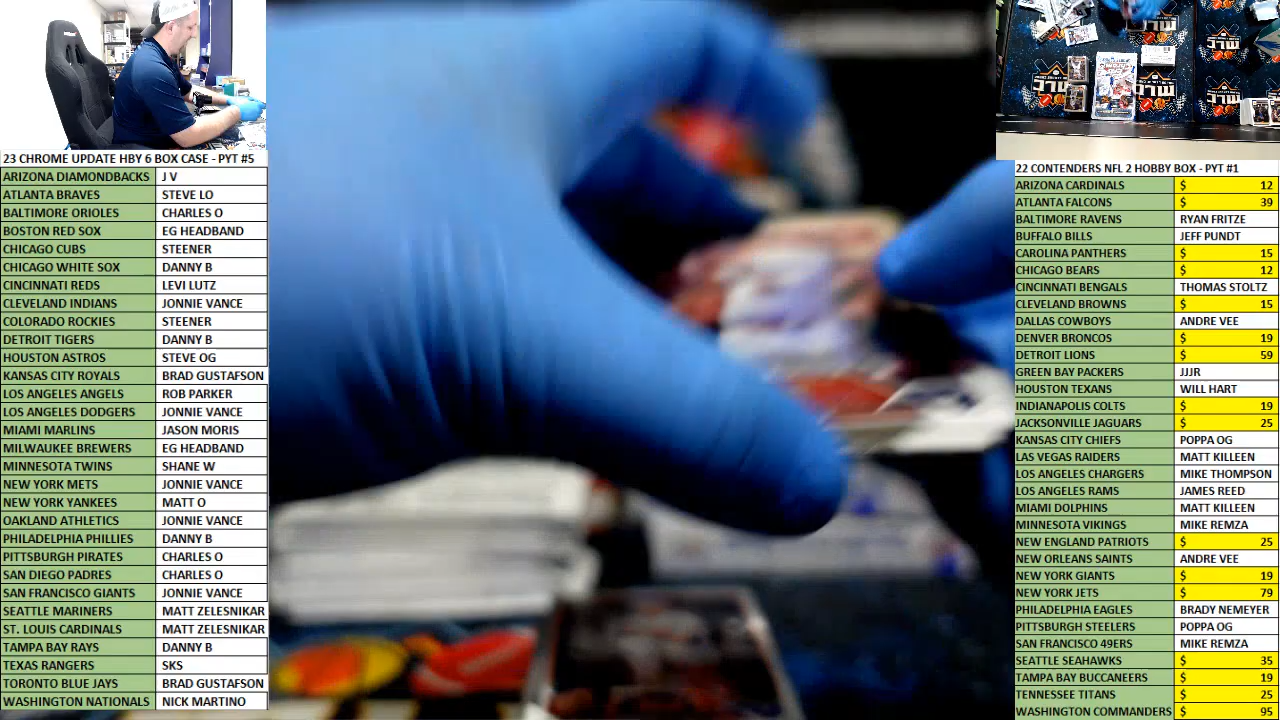 23 CHROME UPDATE HBY 6 BOX CASE - PYT #5
ARIZONA DIAMONDBACKS J V
ATLANTA BRAVES STEVE LO
BALTIMORE ORIOLES CHARLES O
BOSTON RED SOX EG HEADBAND
CHICAGO CUBS STEENER
CHICAGO WHITE SOX DANNY B
CINCINNATI REDS LEVI LUTZ
CLEVELAND INDIANS JONNIE VANCE
COLORADO ROCKIES STEENER
DETROIT TIGERS DANNY B
HOUSTON ASTROS STEVE OG
KANSAS CITY ROYALS BRAD GUSTAFSON
LOS ANGELES ANGELS ROB PARKER
LOS ANGELES DODGERS JONNIE VANCE
MIAMI MARLINS JASON MORIS
MILWAUKEE BREWERS EG HEADBAND
MINNESOTA TWINS SHANE W
NEW YORK METS JONNIE VANCE
NEW YORK YANKEES MATT O
OAKLAND ATHLETICS JONNIE VANCE
PHILADELPHIA PHILLIES DANNY B
PITTSBURGH PIRATES CHARLES O
SAN DIEGO PADRES CHARLES O
SAN FRANCISCO GIANTS JONNIE VANCE
SEATTLE MARINERS MATT ZELESNIKAR
ST. LOUIS CARDINALS MATT ZELESNIKAR
TAMPA BAY RAYS DANNY B
TEXAS RANGERS SKS
TORONTO BLUE JAYS BRAD GUSTAFSON
WASHINGTON NATIONALS NICK MARTINO
22 CONTENDERS NFL 2 HOBBY BOX - PYT #1
ARIZONA CARDINALS $ 12
ATLANTA FALCONS $ 39
BALTIMORE RAVENS RYAN FRITZE
BUFFALO BILLS JEFF PUNDT
CAROLINA PANTHERS $ 15
CHICAGO BEARS $ 12
CINCINNATI BENGALS THOMAS STOLTZ
CLEVELAND BROWNS $ 15
DALLAS COWBOYS ANDRE VEE
DENVER BRONCOS $ 19
DETROIT LIONS $ 59
GREEN BAY PACKERS JJJR
HOUSTON TEXANS WILL HART
INDIANAPOLIS COLTS $ 19
JACKSONVILLE JAGUARS $ 25
KANSAS CITY CHIEFS POPPA OG
LAS VEGAS RAIDERS MATT KILLEEN
LOS ANGELES CHARGERS MIKE THOMPSON
LOS ANGELES RAMS JAMES REED
MIAMI DOLPHINS MATT KILLEEN
MINNESOTA VIKINGS MIKE REMZA
NEW ENGLAND PATRIOTS $ 25
NEW ORLEANS SAINTS ANDRE VEE
NEW YORK GIANTS $ 19
NEW YORK JETS $ 79
PHILADELPHIA EAGLES BRADY NEMEYER
PITTSBURGH STEELERS POPPA OG
SAN FRANCISCO 49ERS MIKE REMZA
SEATTLE SEAHAWKS $ 35
TAMPA BAY BUCCANEERS $ 19
TENNESSEE TITANS $ 25
WASHINGTON COMMANDERS $ 95